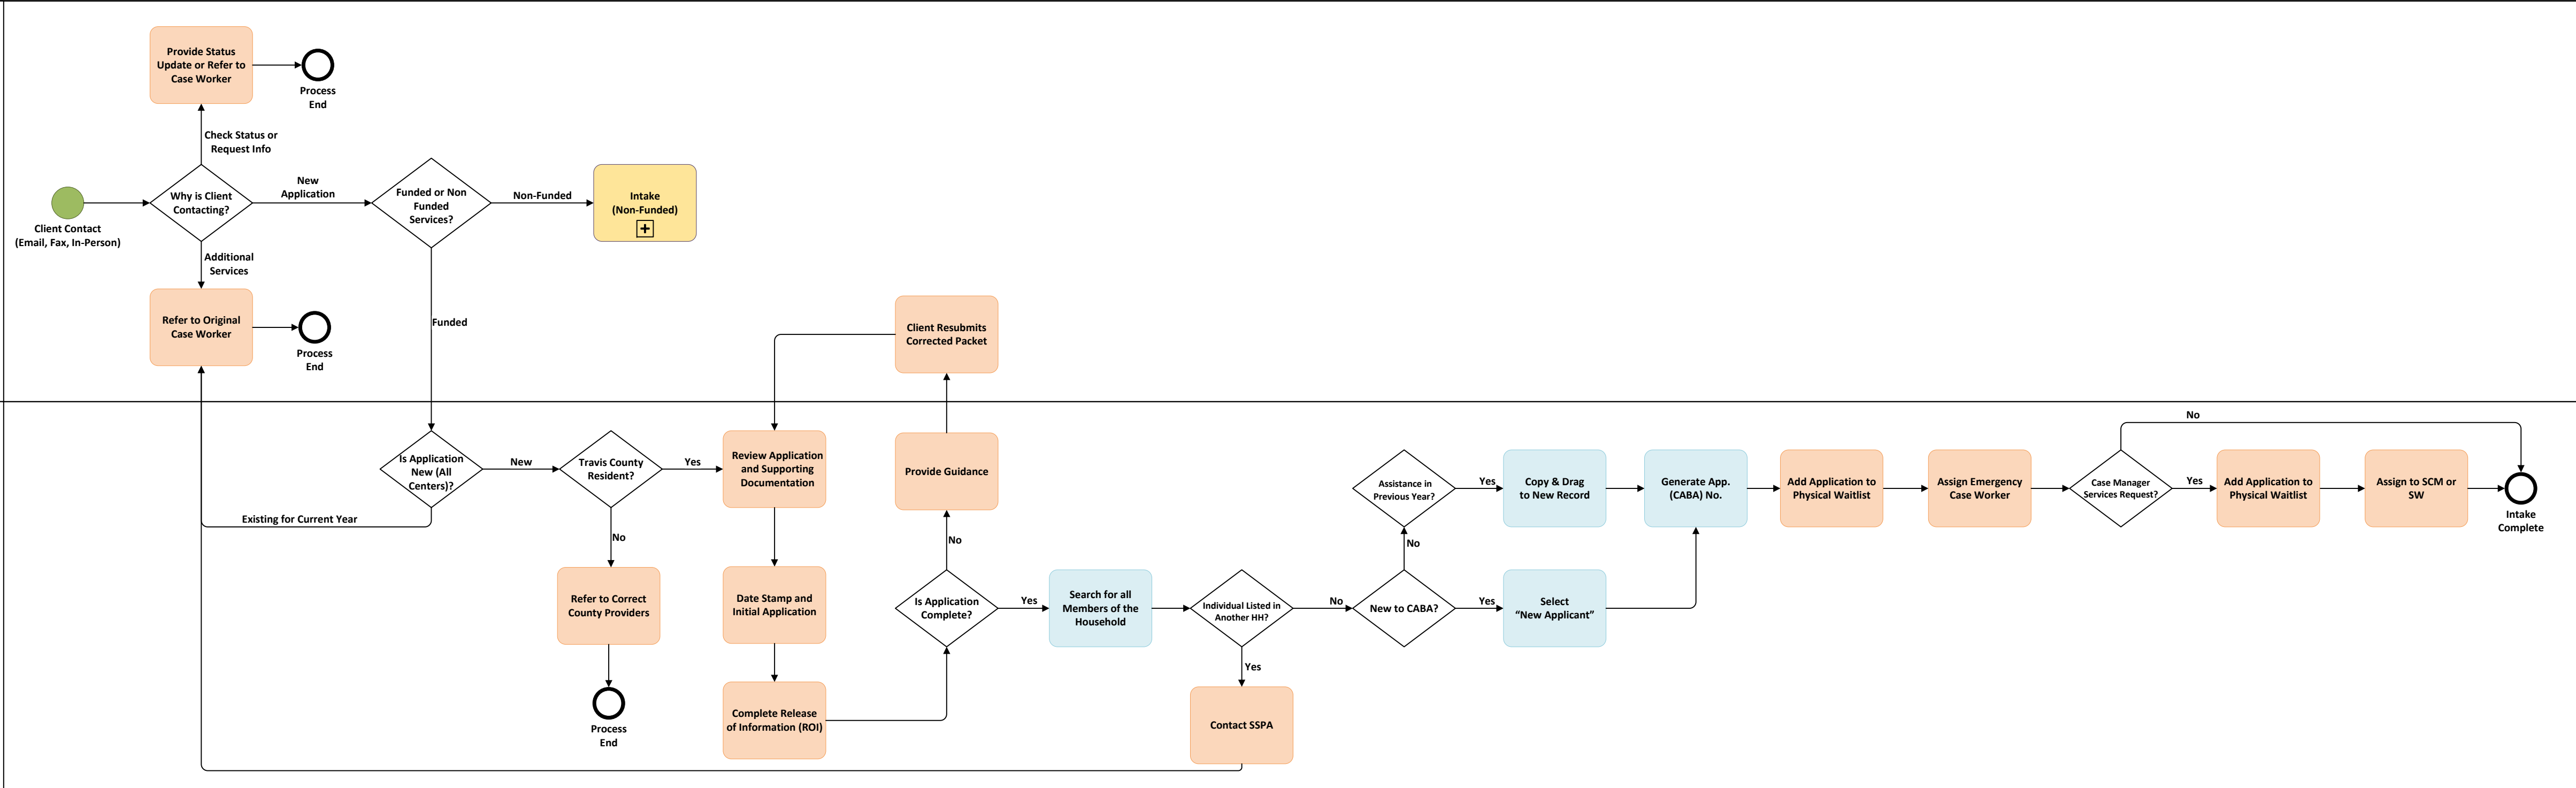 Provide Status
Update or Refer to
Case Worker
Process
End
Check Status or
Request Info
Client Contact
(Email, Fax, In-Person)
Why is Client
Contacting?
New
Application
Funded or Non
Funded
Services?
Non-Funded
Intake
(Non-Funded)
Additional
Services
Refer to Original
Case Worker
Process
End
Funded
Client Resubmits
Corrected Packet
Is Application
New (All
Centers)?
New
Existing for Current Year
Travis County
Resident?
Yes
No
Refer to Correct
County Providers
Process
End
Review Application
and Supporting
Documentation
Date Stamp and
Initial Application
Complete Release
of Information (ROI)
Provide Guidance
No
Is Application
Complete?
Yes
Search for all
Members of the
Household
Individual Listed in
Another HH?
Yes
Contact SSPA
No
New to CABA?
No
Assistance in
Previous Year?
Yes
Copy & Drag
to New Record
Yes
Select
“New Applicant”
Generate App.
(CABA) No.
Add Application to
Physical Waitlist
Assign Emergency
Case Worker
Case Manager
Services Request?
No
Yes
Add Application to
Physical Waitlist
Assign to SCM or
SW
Intake
Complete